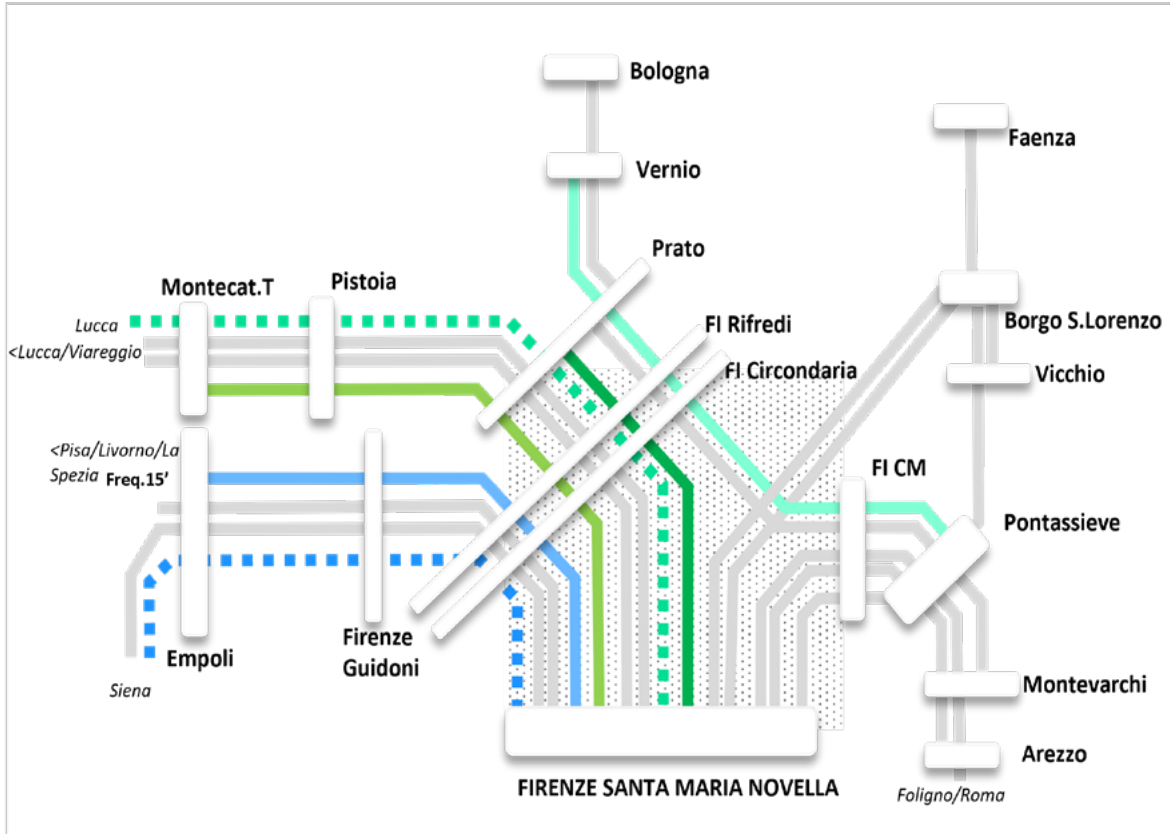 Bologna
Faenza
Vernio
Prato
Montecat.T
Pistoia
Lucca
<Lucca/Viareggio
FI Rifredi
Borgo S.Lorenzo
FI Circondaria
Vicchio
<Pisa/Livorno/La
Spezia Freq.15'
FI CM
Pontassieve
Firenze
Guidoni
Empoli
Siena
Montevarchi
Arezzo
FIRENZE SANTA MARIA NOVELLA
Foligno/Roma